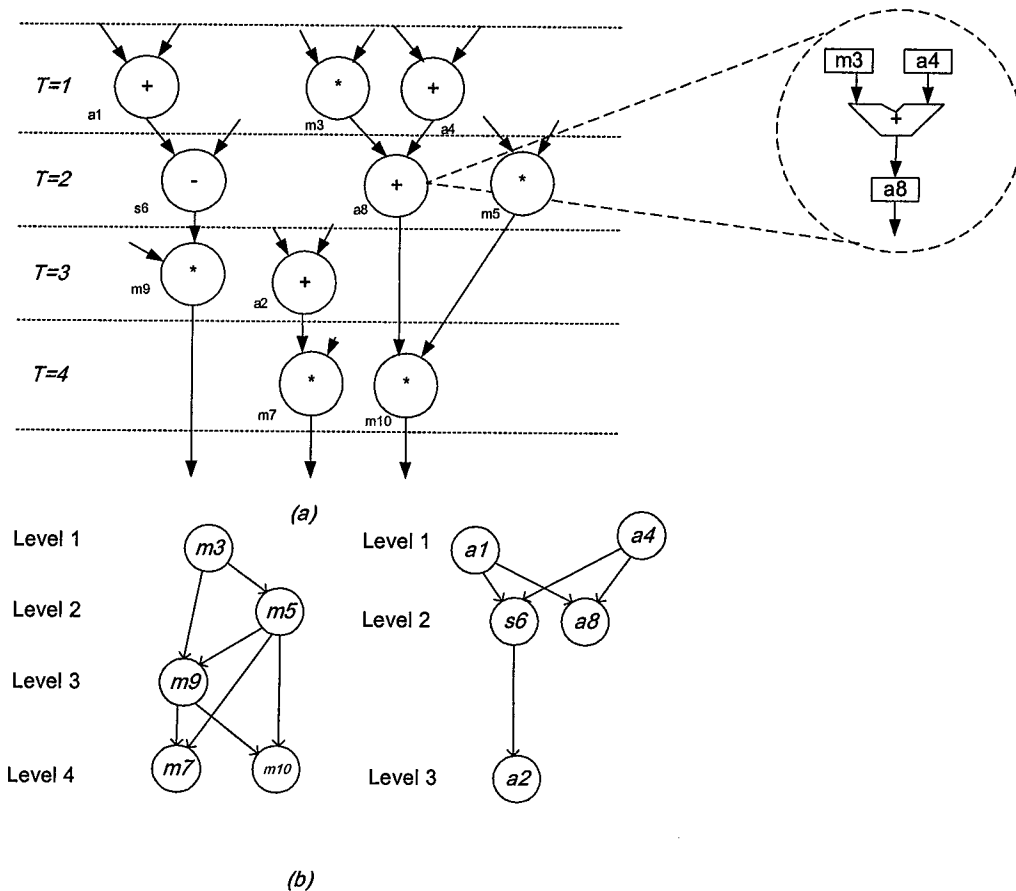 T=1
+
a1
*
m3
+
a4
m3
a4
+
a8
T=2
-
s6
+
a8
*
m5
T=3
*
m9
+
a2
T=4
*
m7
*
m10
(a)
Level 1
m3
Level 2
m5
Level 3
m9
Level 4
m7
m10
Level 1
a1
a4
Level 2
s6
a8
Level 3
a2
(b)